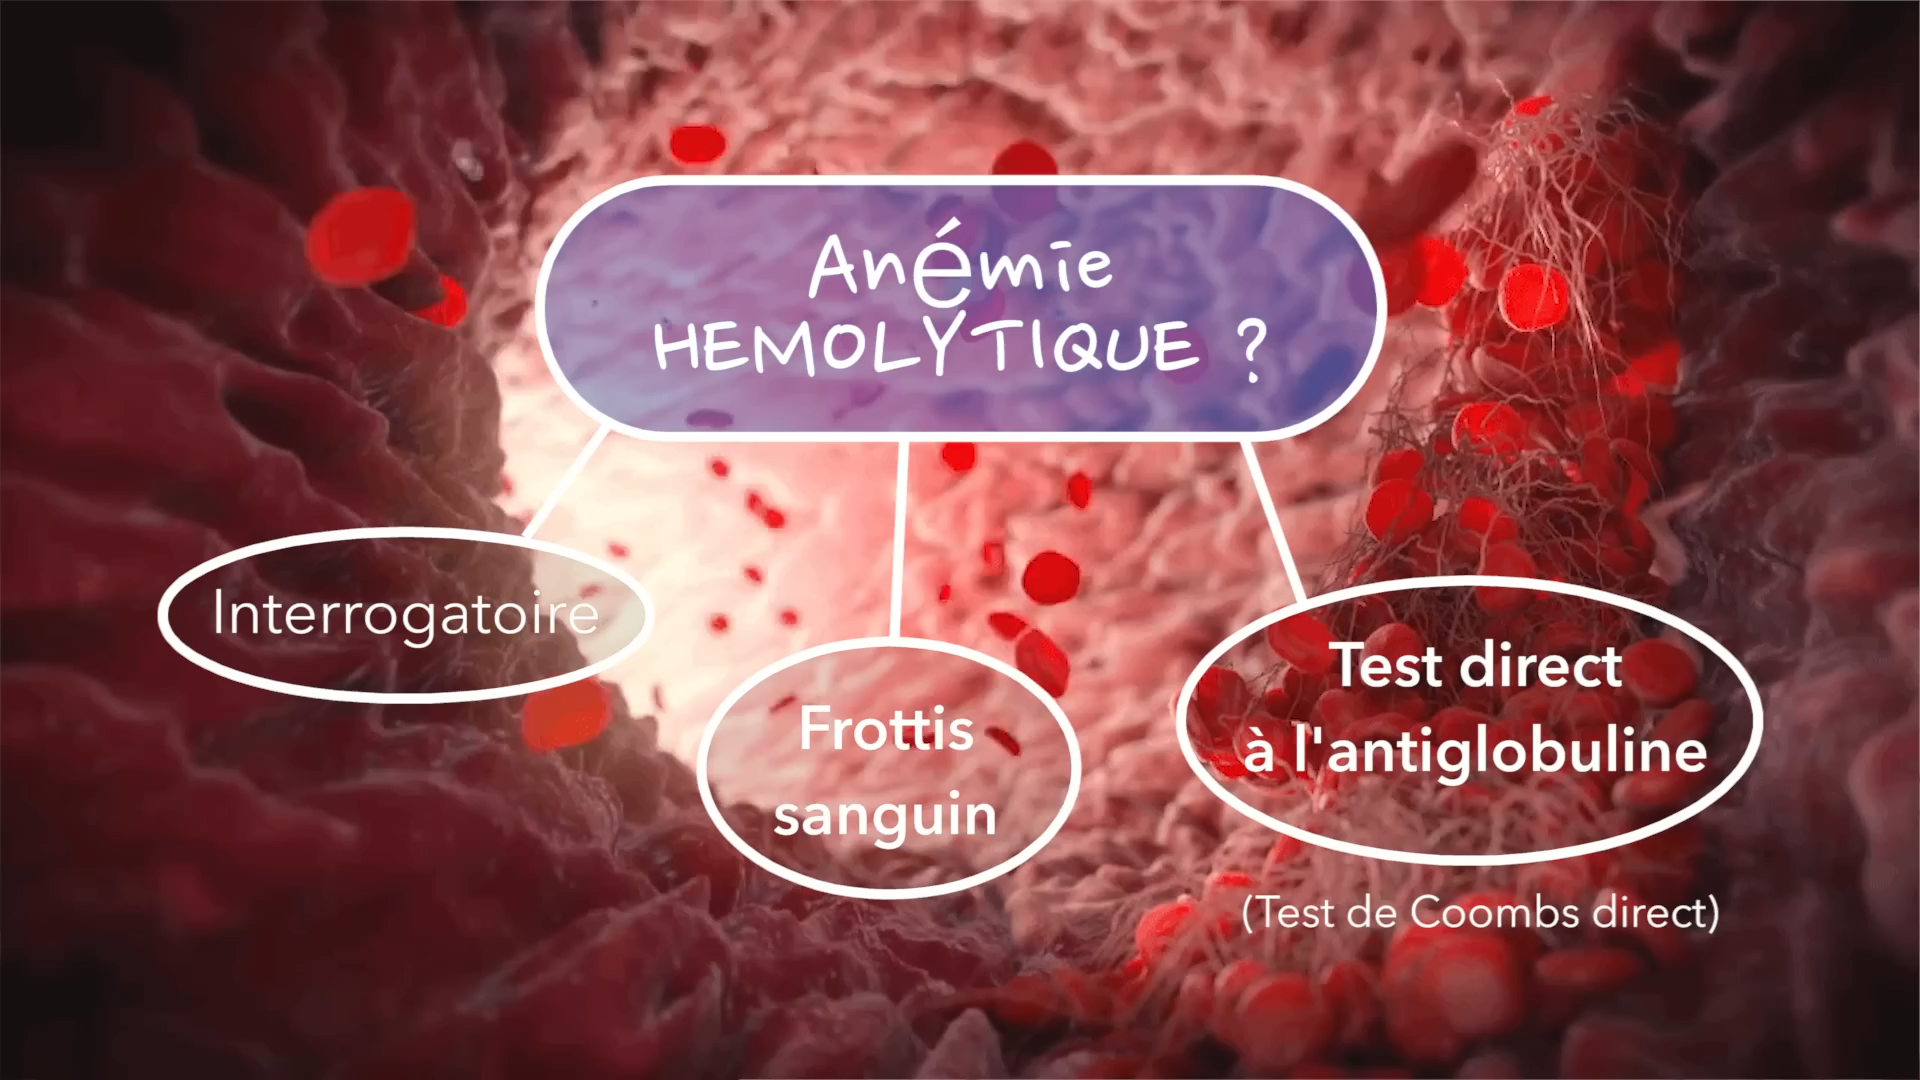 Anémie
HEMOLYTIQUE ?
Interrogatoire
Frottis
sanguin
Test direct
à l'antiglobuline
(Test de Coombs direct)